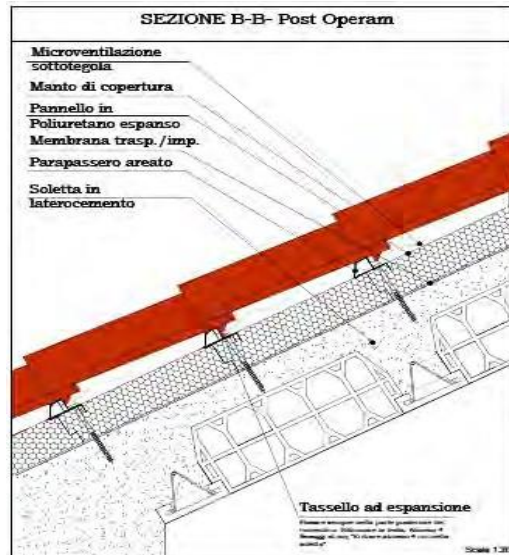 SEZIONE B-B- Post Operam
Microventilazione
sottotegola
Manto di copertura
Pannello in
Poliuretano espanso
Membrana trasp./imp.
Parapassero areato
Soletta in
laterocemento
Tassello ad espansione
Scala